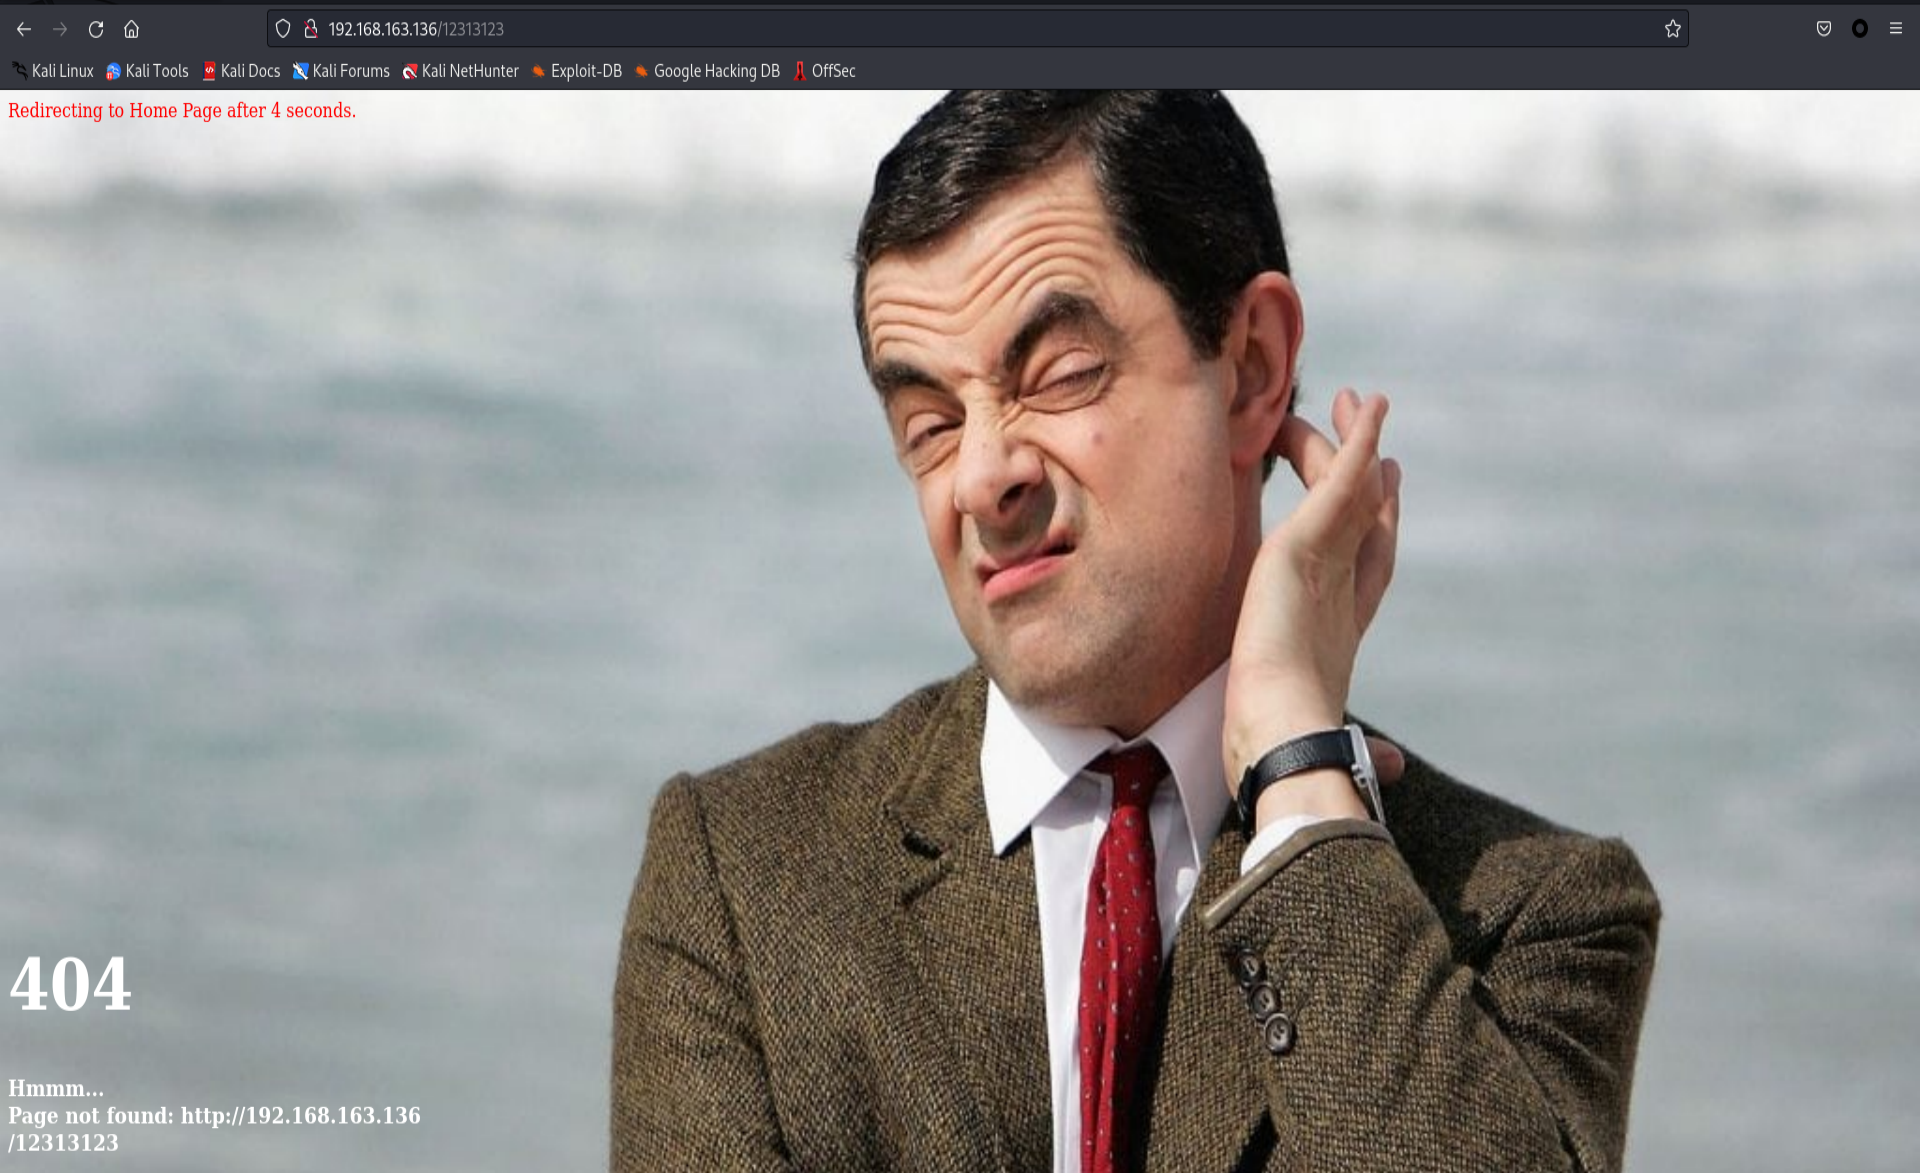 192.168.163.136/12313123
Kali Linux Kali Tools Kali Docs Kali Forums Kali NetHunter Exploit-DB Google Hacking DB OffSec
Redirecting to Home Page after 4 seconds.
404
Hmmm...
Page not found: http://192.168.163.136
/12313123